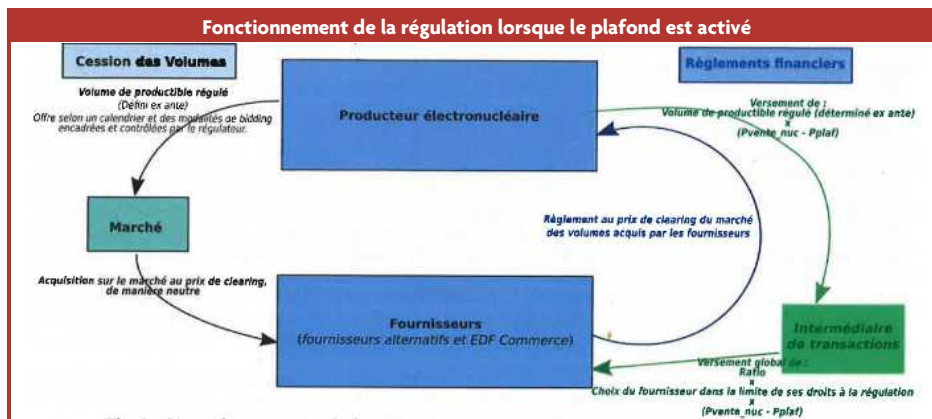 Fonctionnement de la régulation lorsque le plafond est activé
Cession des Volumes
Volume de productible régulé
(Défini ex ante)
Offre selon un calendrier et des modalités de bidding
encadrées et contrôlées par le régulateur.
Producteur électronucléaire
Règlements financiers
Versement de :
Volume de productible régulé (déterminé ex ante)
x
(Pvente_nuc - Pplaf)
Marché
Règlement au prix de clearing du marché
des volumes acquis par les fournisseurs
Acquisition sur le marché au prix de clearing,
de manière neutre
Fournisseurs
(fournisseurs alternatifs et EDF Commerce)
Intermédiaire
de transactions
Versement global de :
Ratio
x
Choix du fournisseur dans la limite de ses droits à la régulation
x
(Pvente_nuc - Pplaf)